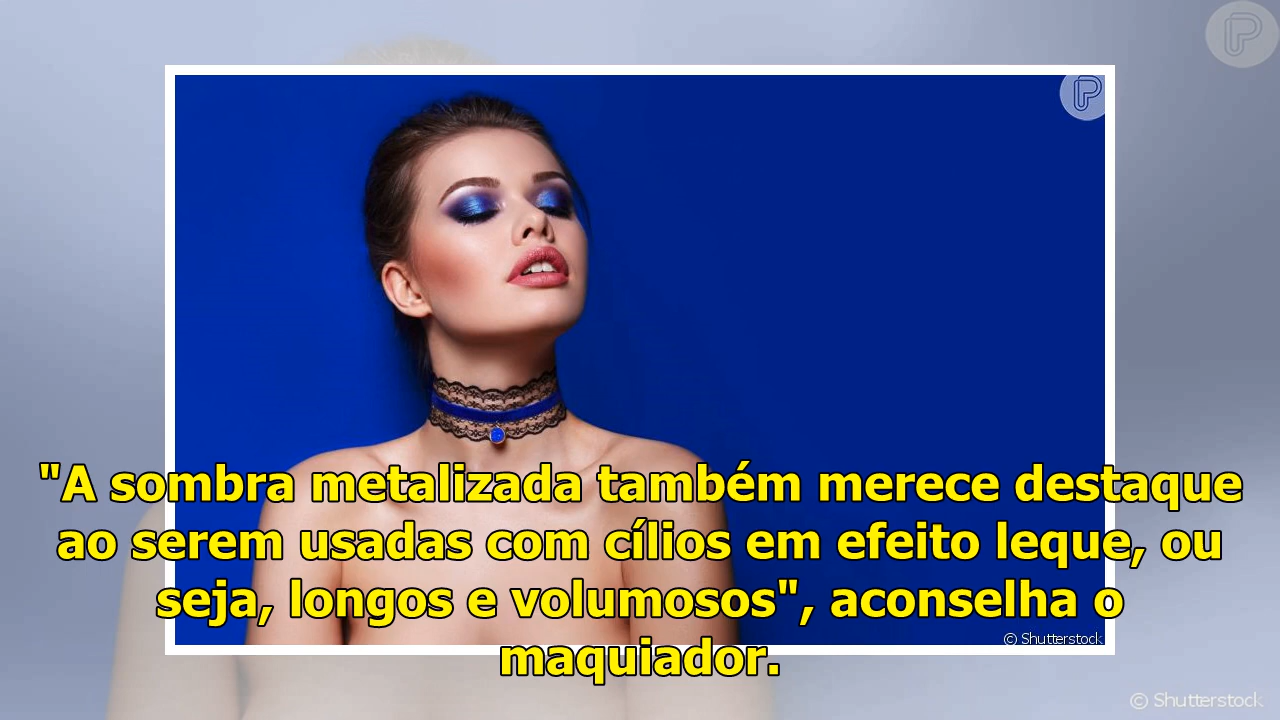 "A sombra metalizada também merece destaque
ao serem usadas com cílios em efeito leque, ou
seja, longos e volumosos", aconselha o
© Shutterstock
maquiador.
© Shutterstock